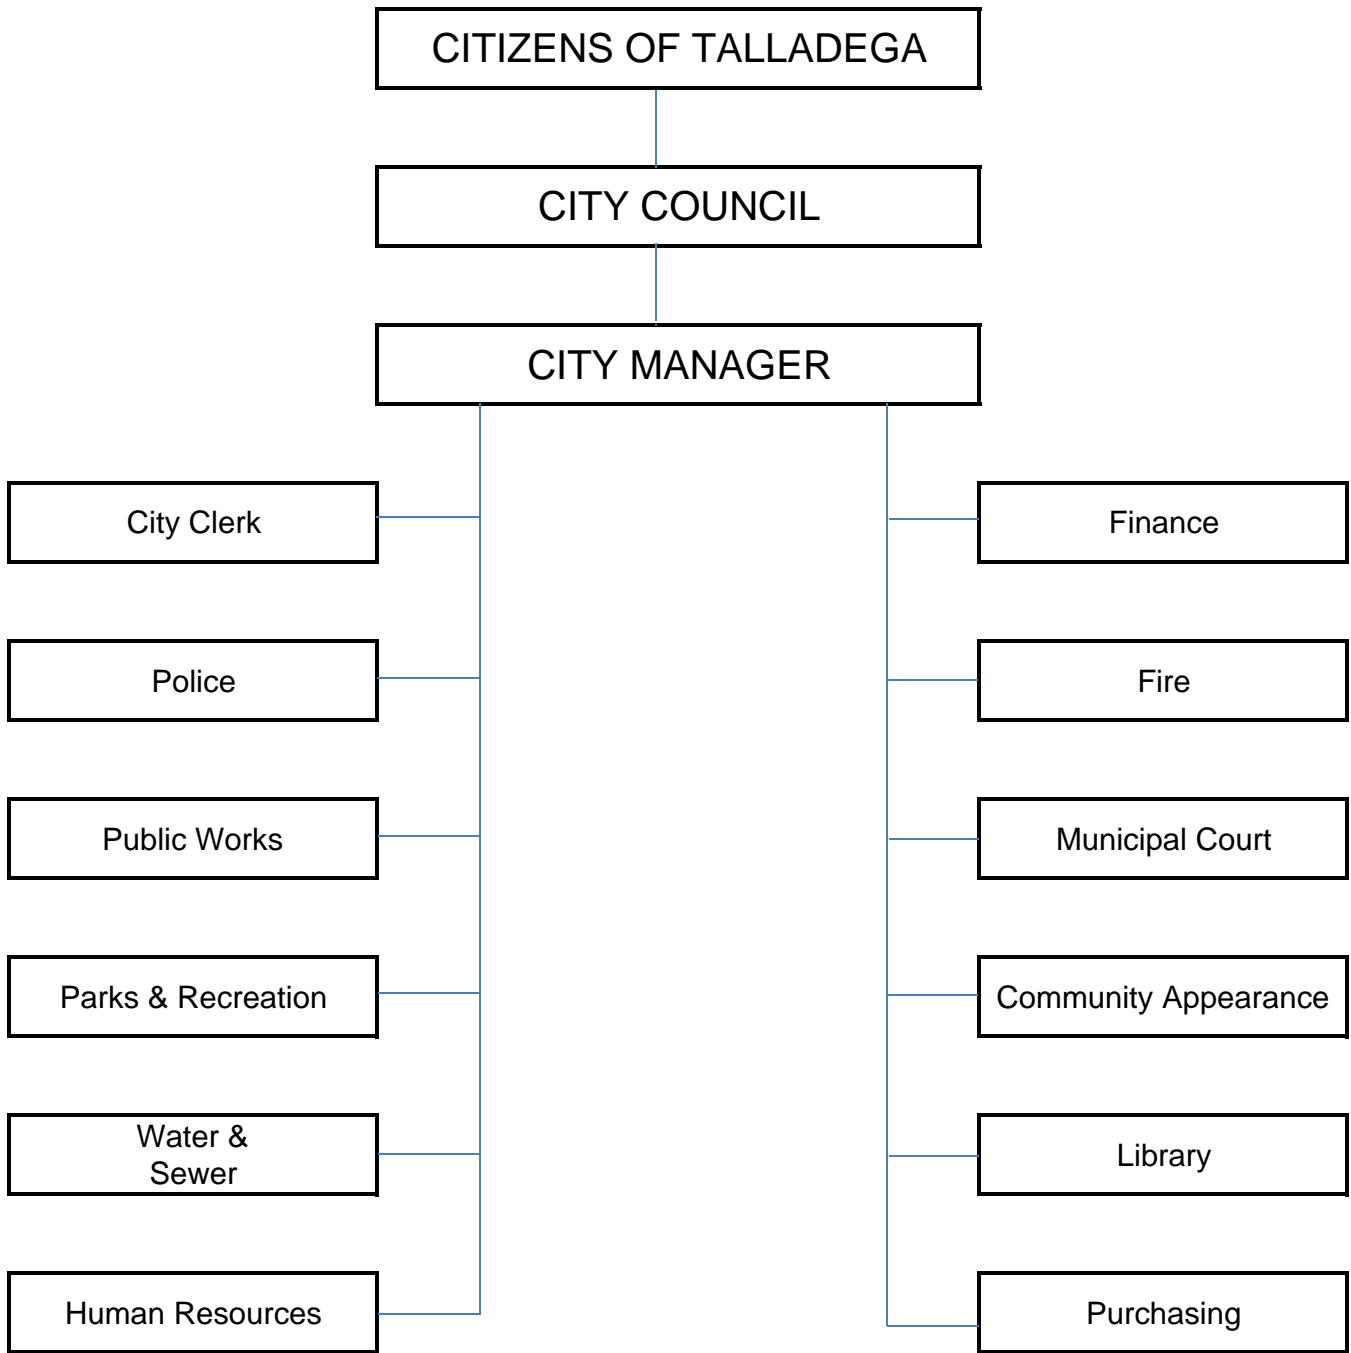 CITIZENS OF TALLADEGA
CITY COUNCIL
CITY MANAGER
City Clerk
Finance
Police
Fire
Public Works
Municipal Court
Parks & Recreation
Community Appearance
Water &
Sewer
Library
Human Resources
Purchasing